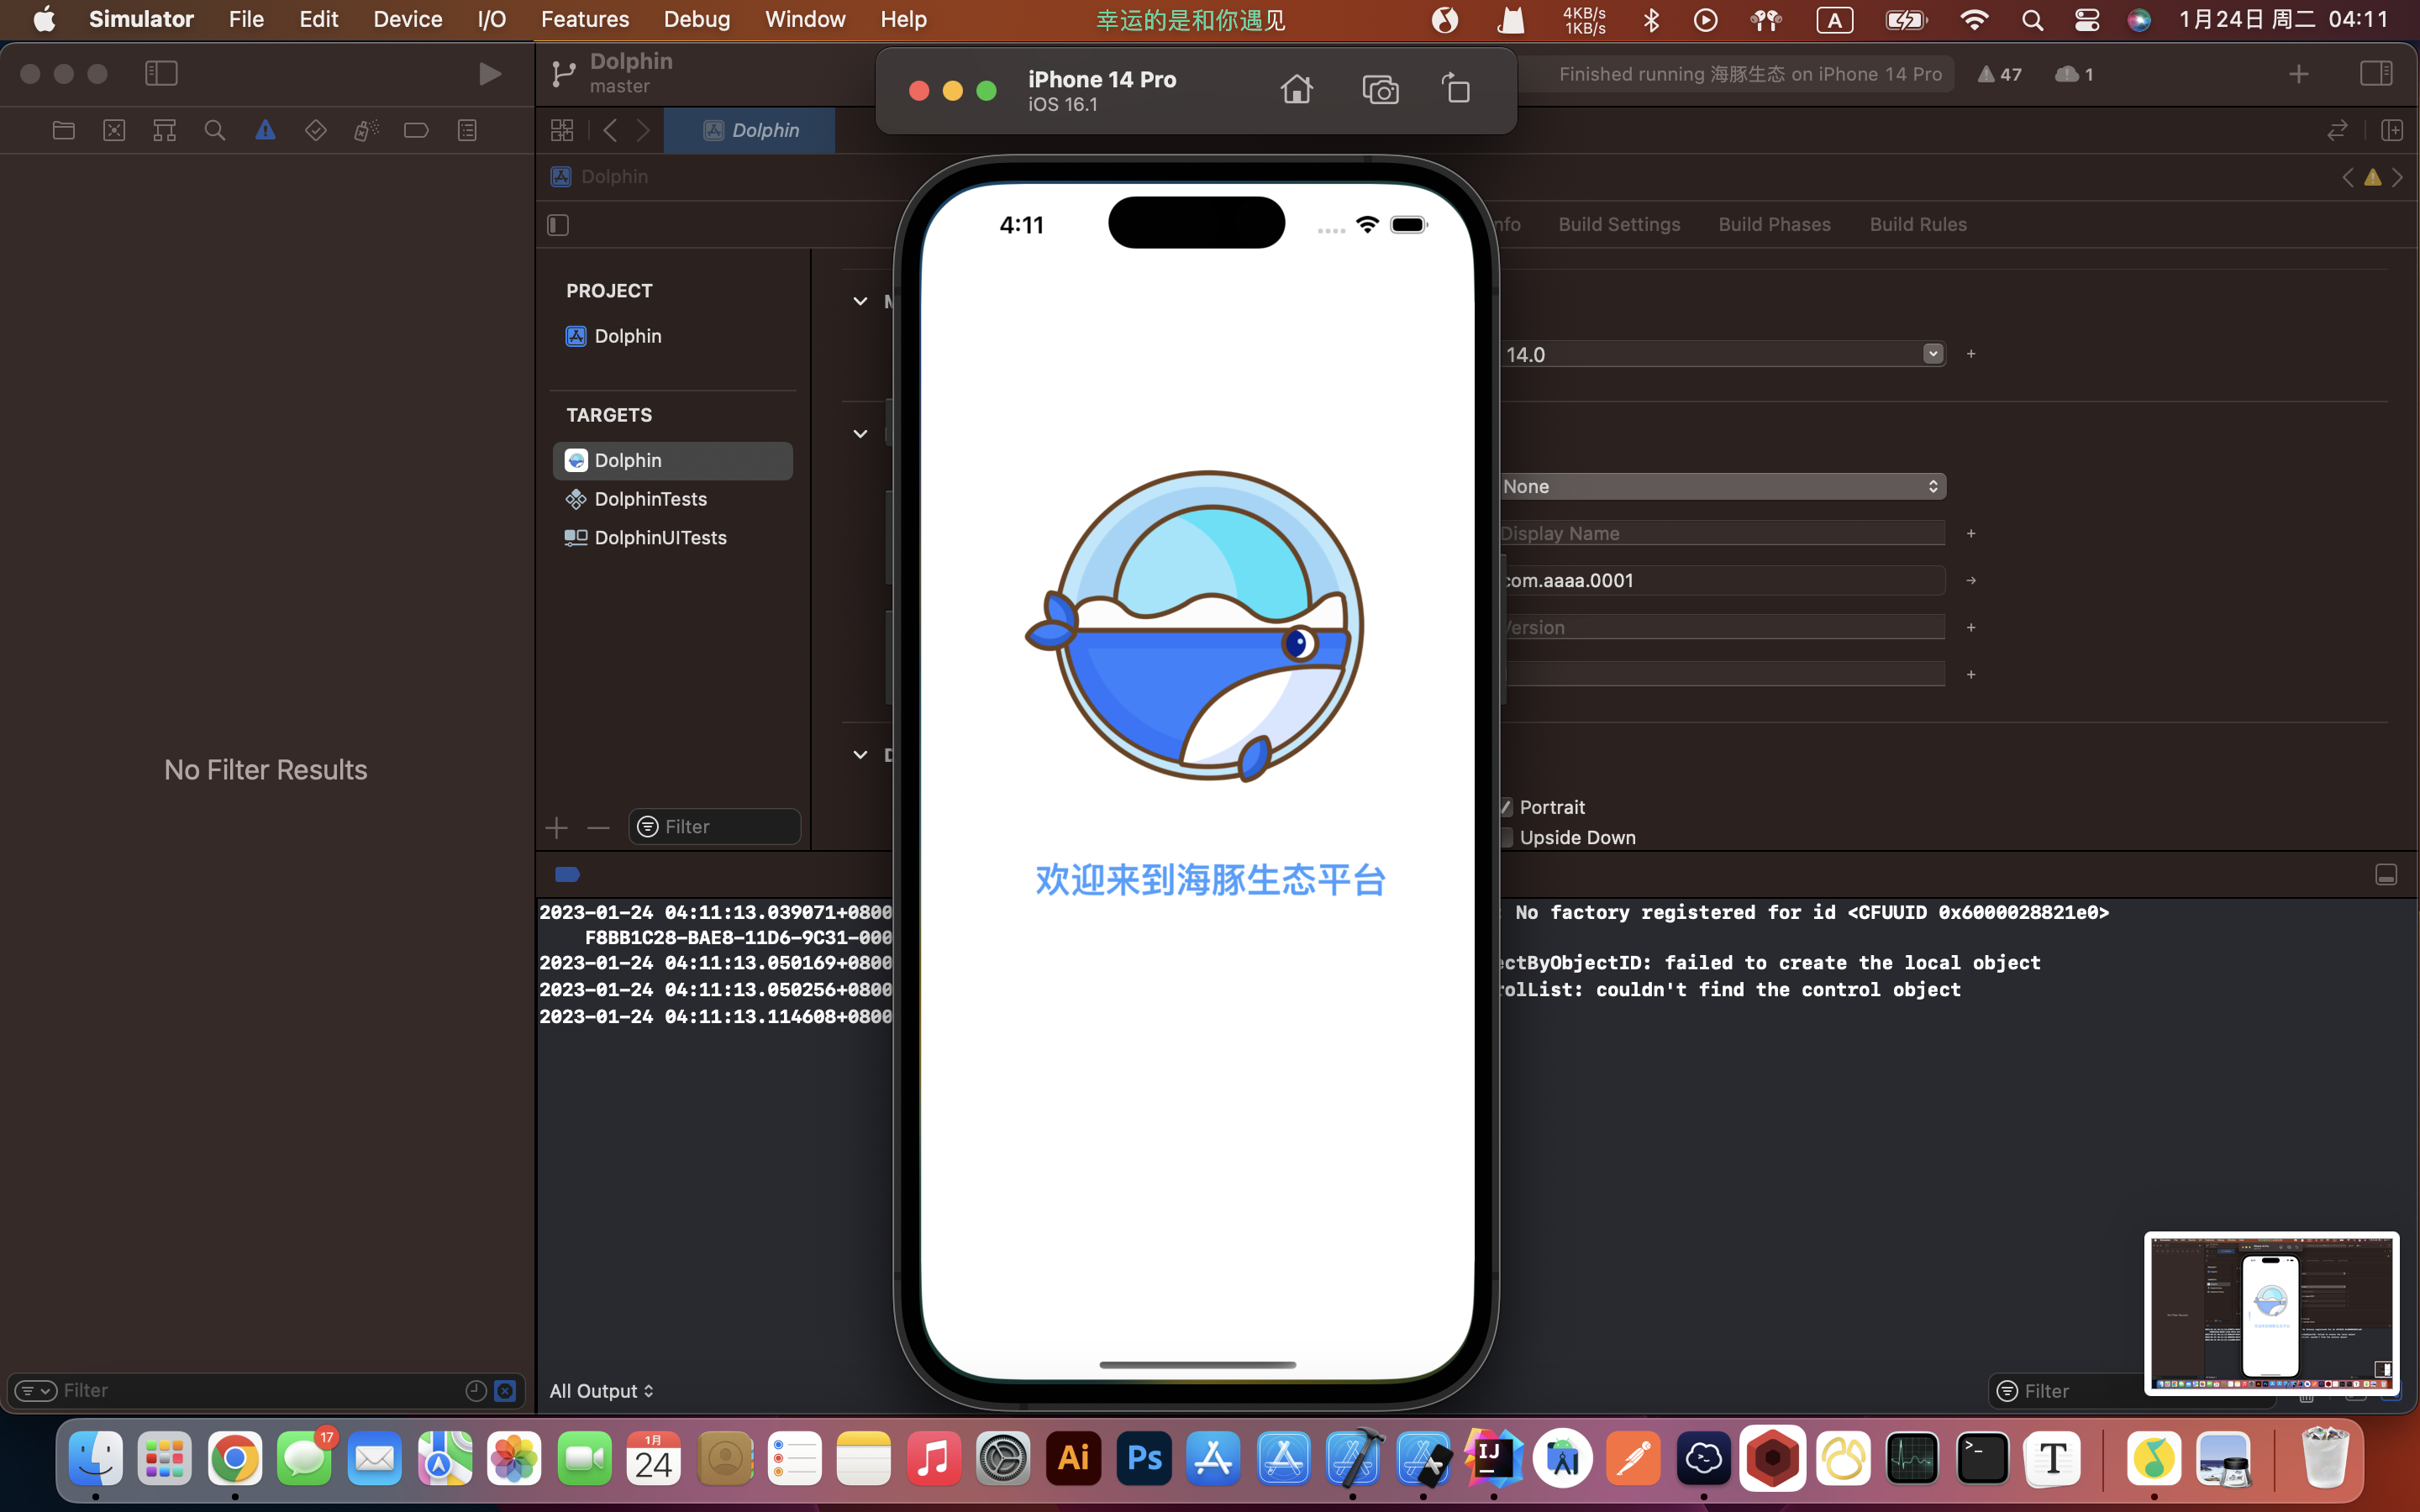 Simulator File Edit Device I/O Features Debug Window Help 幸运的是和你遇见 4KB/s 1KB/s A 1月24日 周二 04:11
Dolphin
master
iPhone 14 Pro
iOS 16.1
Finished running 海豚生态 on iPhone 14 Pro 47 1
Dolphin
Dolphin
Build Settings Build Phases Build Rules
4:11
PROJECT
Dolphin
14.0
TARGETS
Dolphin
DolphinTests
DolphinUITests
None
Display Name
com.aaaa.0001
Version
No Filter Results
Portrait
Filter
Upside Down
欢迎来到海豚生态平台
2023-01-24 04:11:13.039071+0800 No factory registered for id <CFUUID 0x6000028821e0>
F8BB1C28-BAE8-11D6-9C31-000
2023-01-24 04:11:13.050169+0800 ectByObjectID: failed to create the local object
2023-01-24 04:11:13.050256+0800 rolList: couldn't find the control object
2023-01-24 04:11:13.114608+0800
Filter
All Output
Filter
17
1月
24
Ai
Ps
IJ
T